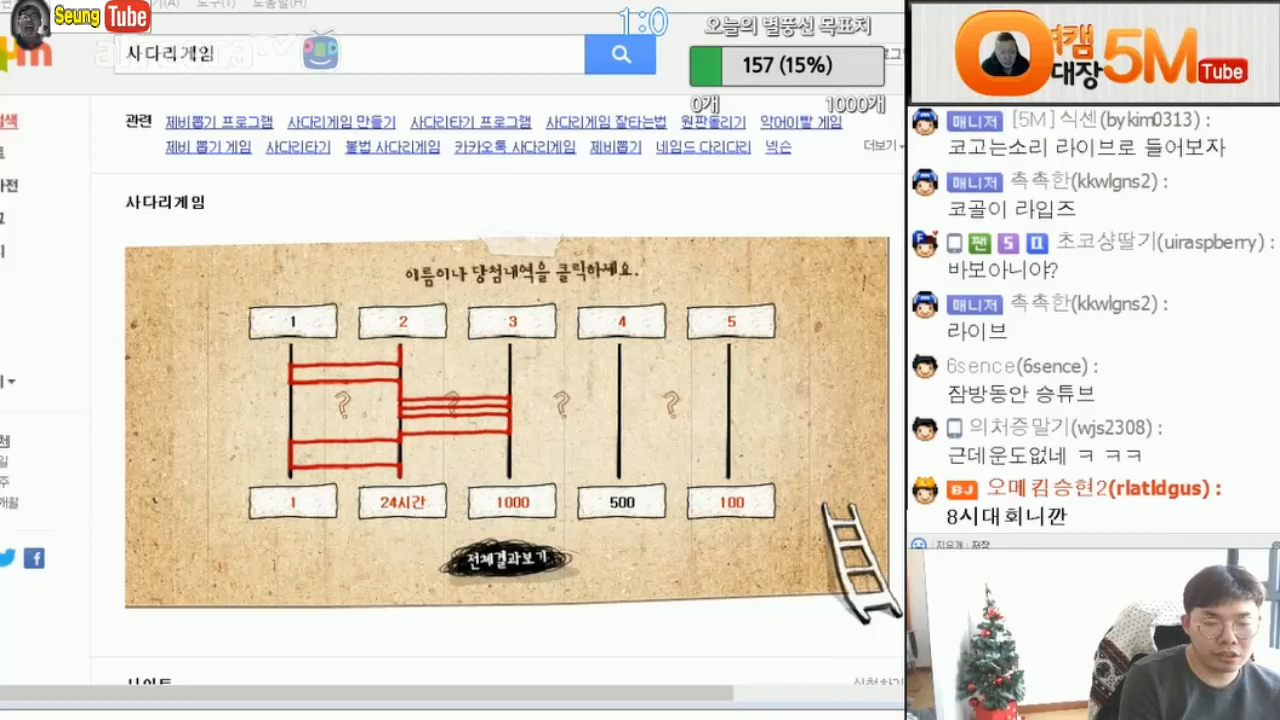 Seung Tube
사다리게임
1:0
오늘의 별풍선 목표치
157 (15%)
0개 1000개
관련 제비뽑기 프로그램 사다리게임 만들기 사다리타기 프로그램 사다리게임 잘타는법 원판돌리기 악어이빨 게임
제비 뽑기 게임 사다리타기 불법 사다리게임 카카오톡 사다리게임 제비뽑기 네임드 다리다리 넥슨 더보기
사다리게임
이름이나 당첨내역을 클릭하세요.
1 2 3 4 5
? ? ? ?
1 24시간 1000 500 100
전체결과보기
대장 5M Tube
매니저 [5M]식센(bykim0313) :
코고는소리 라이브로 들어보자
매니저 촉촉한(kkwlgns2) :
코골이 라입즈
팬 5 초코샹딸기(uiraspberry) :
바보아니야?
매니저 촉촉한(kkwlgns2) :
라이브
6sence(6sence) :
잠방동안 승튜브
의처증말기(wjs2308) :
근데운도없네 ㅋ ㅋㅋ
BJ 오메킴승현2(rlatldgus) :
8시대회니깐
지우개 저장